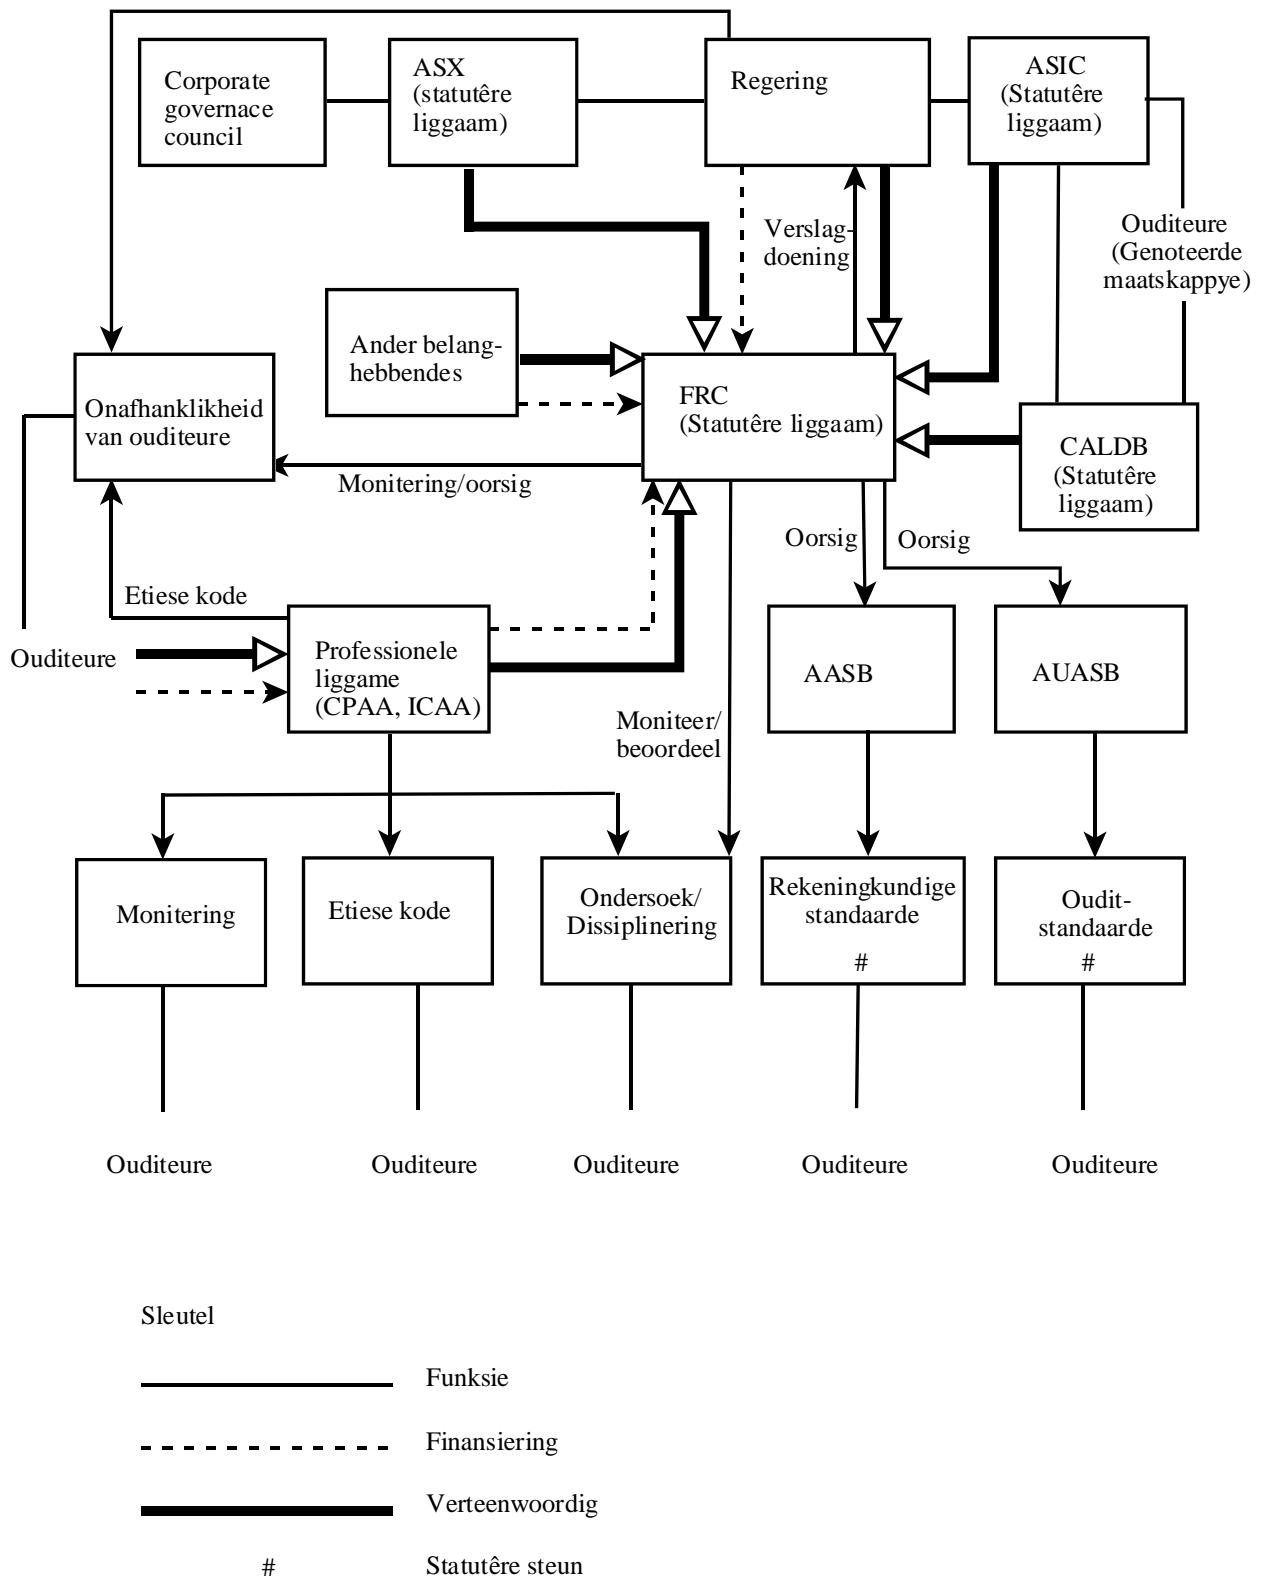 Corporate
governace
council
ASX
(statutêre
liggaam)
Regering
ASIC
(Statutêre
liggaam)
Verslag-
doening
Ouditeure
(Genoteerde
maatskappye)
Ander belang-
hebbendes
Onafhanklikheid
van ouditeure
FRC
(Statutêre liggaam)
CALDB
(Statutêre
liggaam)
Monitering/oorsig
Oorsig
Oorsig
Etiese kode
Ouditeure
Professionele
liggame
(CPAA, ICAA)
AASB
AUASB
Moniteer/
beoordeel
Monitering
Etiese kode
Ondersoek/
Dissiplinering
Rekeningkundige
standaarde
#
Oudit-
standaarde
#
Ouditeure
Ouditeure
Ouditeure
Ouditeure
Ouditeure
Sleutel
Funksie
Finansiering
Verteenwoordig
# Statutêre steun